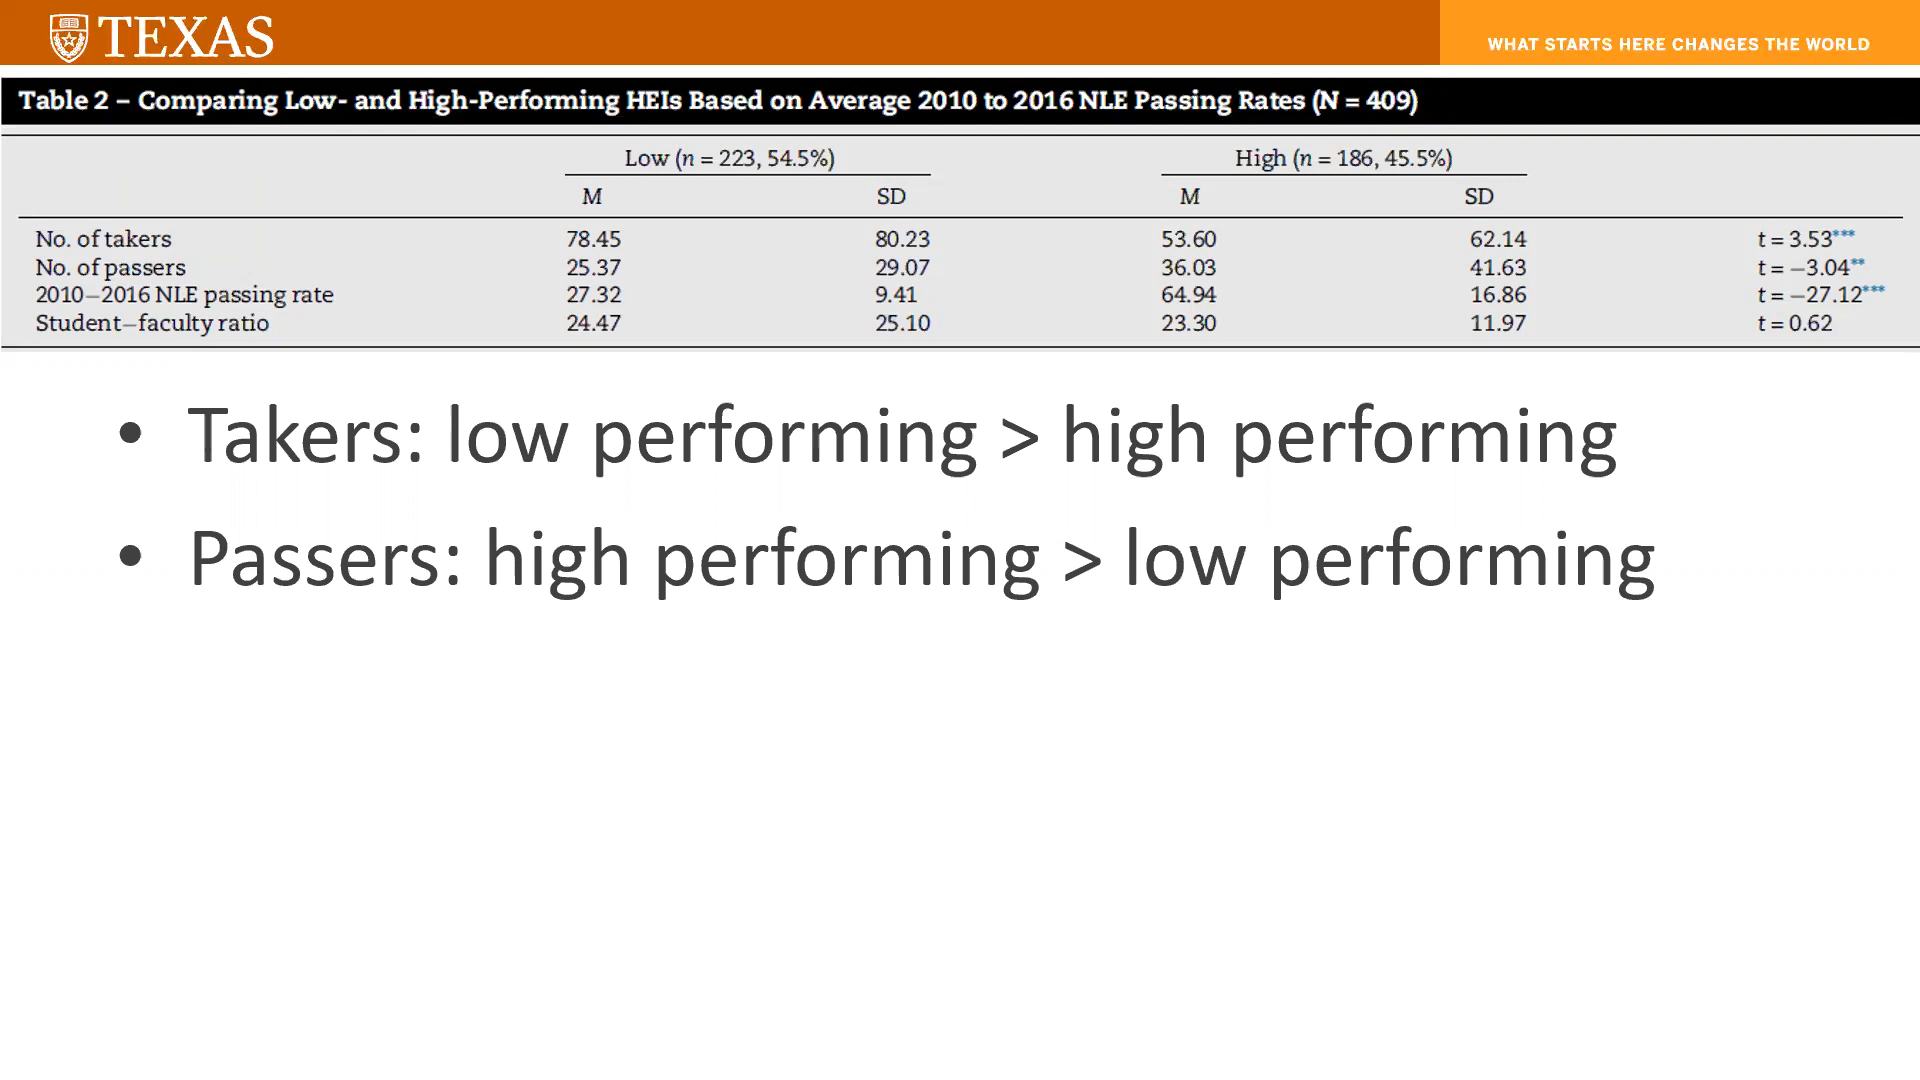 TEXAS
WHAT STARTS HERE CHANGES THE WORLD
Table 2 – Comparing Low- and High-Performing HEIs Based on Average 2010 to 2016 NLE Passing Rates (N = 409)
Low (n = 223, 54.5%) High (n = 186, 45.5%)
M SD M SD
No. of takers 78.45 80.23 53.60 62.14 t = 3.53***
No. of passers 25.37 29.07 36.03 41.63 t = −3.04**
2010–2016 NLE passing rate 27.32 9.41 64.94 16.86 t = −27.12***
Student–faculty ratio 24.47 25.10 23.30 11.97 t = 0.62
• Takers: low performing > high performing
• Passers: high performing > low performing